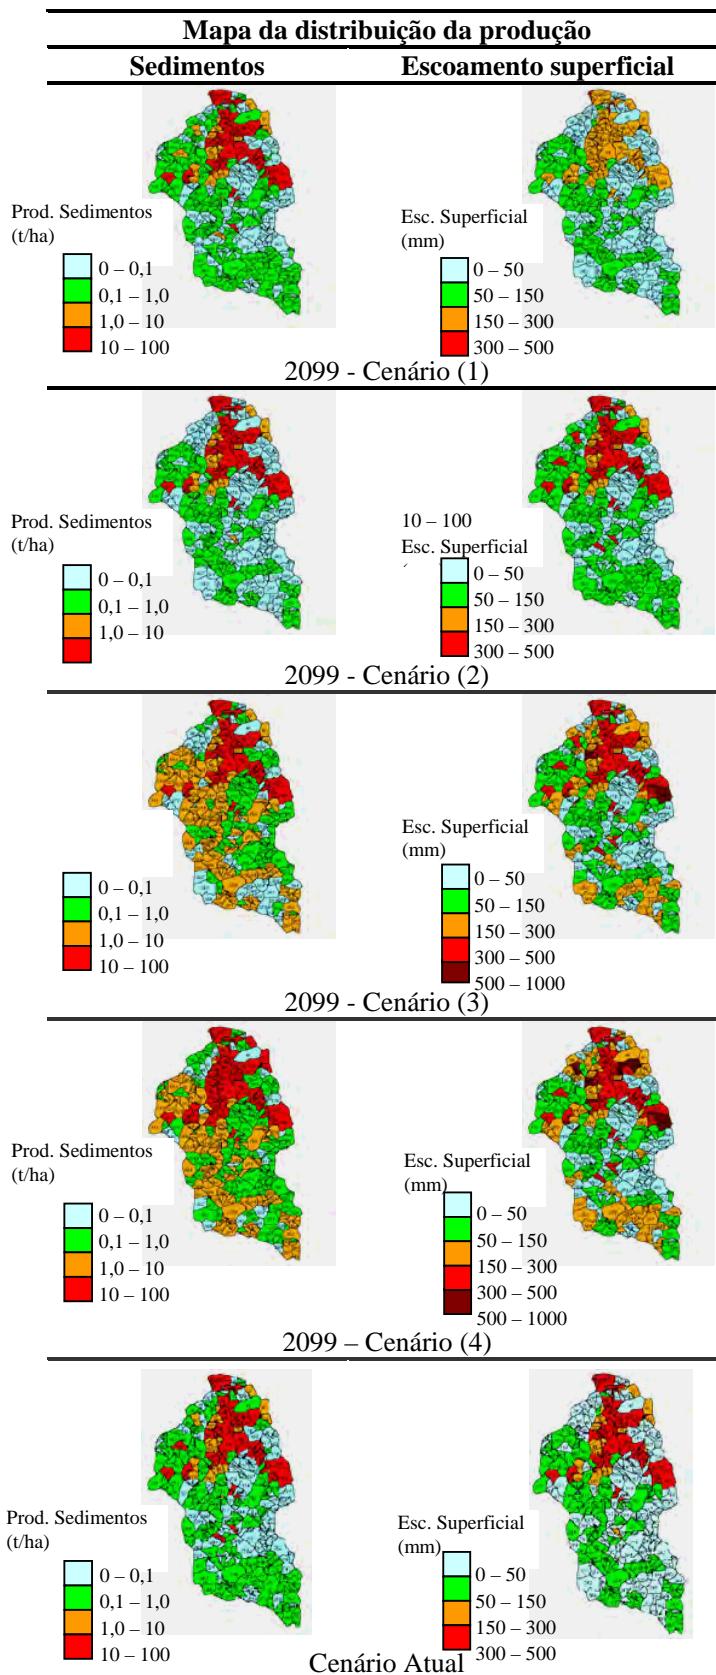 Mapa da distribuição da produção
Sedimentos
Escoamento superficial
Prod. Sedimentos
(t/ha)
0 – 0,1
0,1 – 1,0
1,0 – 10
10 – 100
Esc. Superficial
(mm)
0 – 50
50 – 150
150 – 300
300 – 500
2099 - Cenário (1)
Prod. Sedimentos
(t/ha)
0 – 0,1
0,1 – 1,0
1,0 – 10
10 – 100
Esc. Superficial
0 – 50
50 – 150
150 – 300
300 – 500
2099 - Cenário (2)
0 – 0,1
0,1 – 1,0
1,0 – 10
10 – 100
Esc. Superficial
(mm)
0 – 50
50 – 150
150 – 300
300 – 500
500 – 1000
2099 - Cenário (3)
Prod. Sedimentos
(t/ha)
0 – 0,1
0,1 – 1,0
1,0 – 10
10 – 100
Esc. Superficial
(mm)
0 – 50
50 – 150
150 – 300
300 – 500
500 – 1000
2099 – Cenário (4)
Prod. Sedimentos
(t/ha)
0 – 0,1
0,1 – 1,0
1,0 – 10
10 – 100
Esc. Superficial
(mm)
0 – 50
50 – 150
150 – 300
300 – 500
Cenário Atual